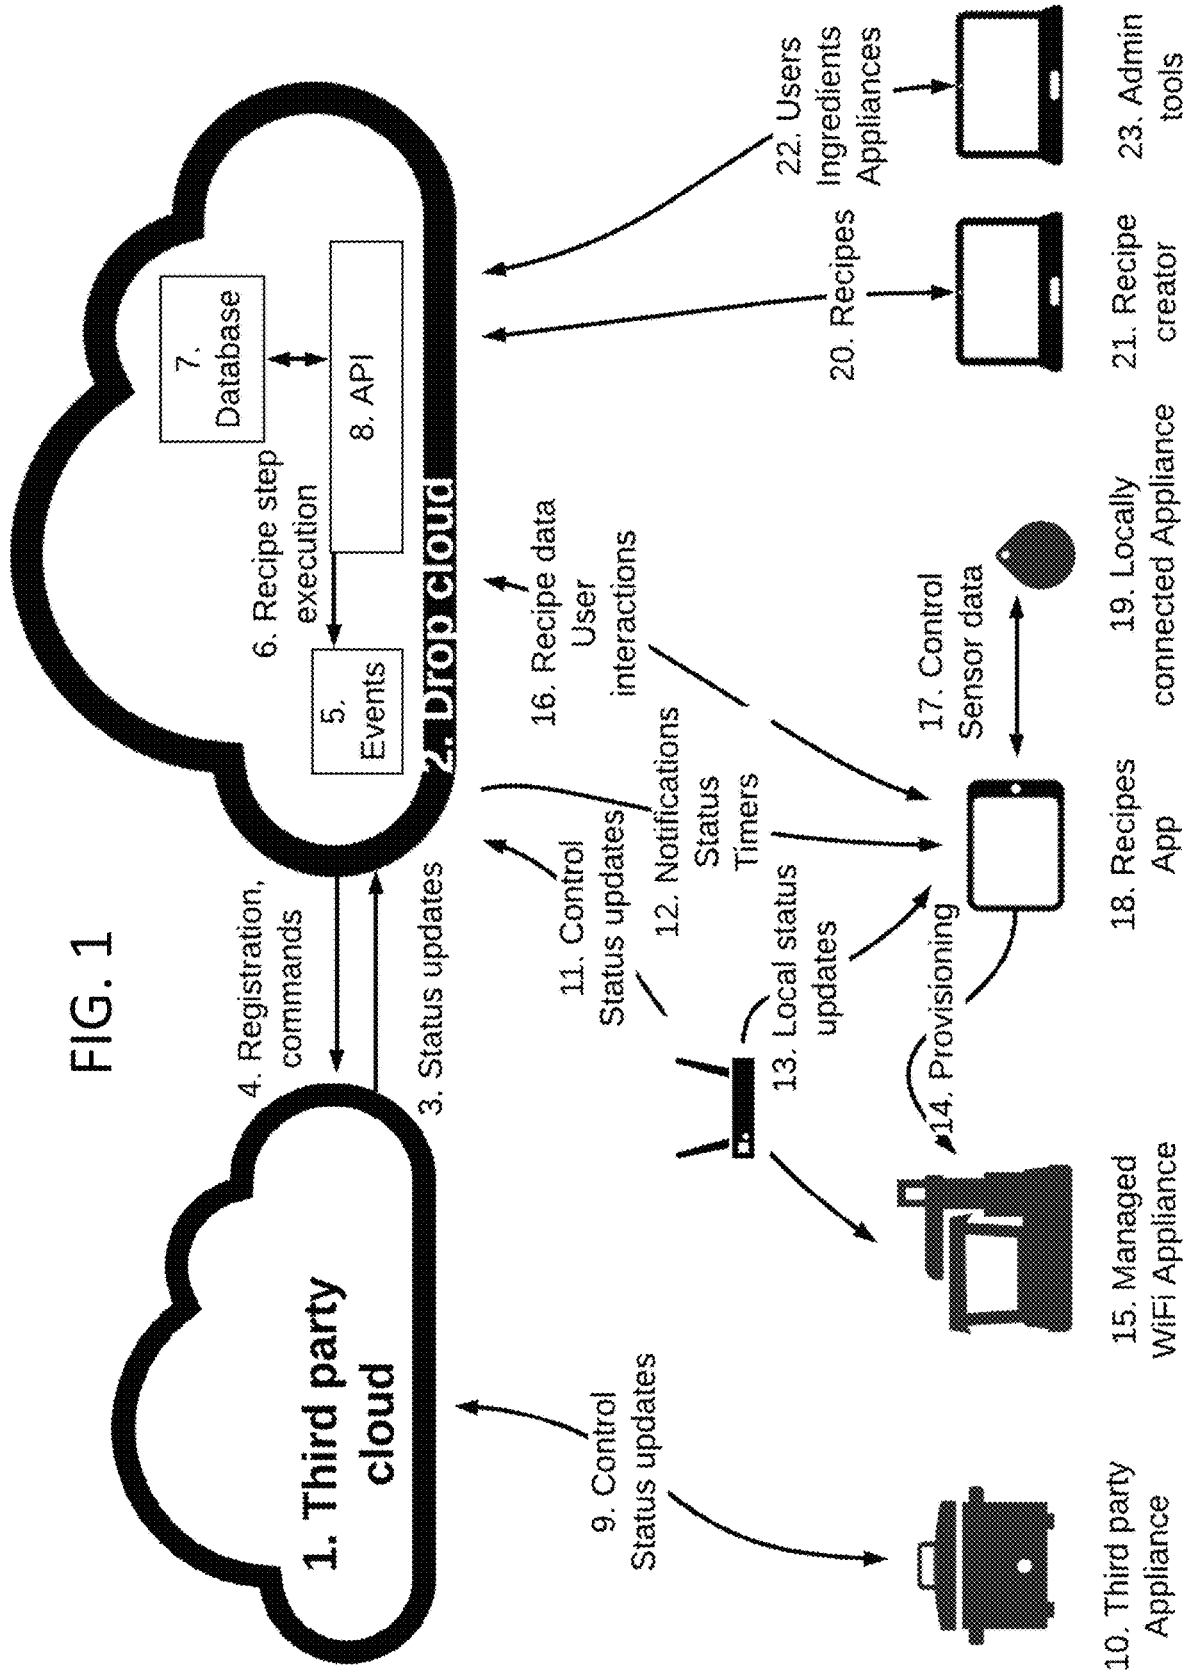 FIG. 1
1. Third party
cloud
4. Registration,
commands
3. Status updates
2. Drop cloud
5.
Events
6. Recipe step
execution
7.
Database
8. API
9. Control
Status updates
11. Control
Status updates
12. Notifications
Status
Timers
13. Local status
updates
14. Provisioning
16. Recipe data
User
interactions
17. Control
Sensor data
20. Recipes
22. Users
Ingredients
Appliances
10. Third party
Appliance
15. Managed
WiFi Appliance
18. Recipes
App
19. Locally
connected Appliance
21. Recipe
creator
23. Admin
tools